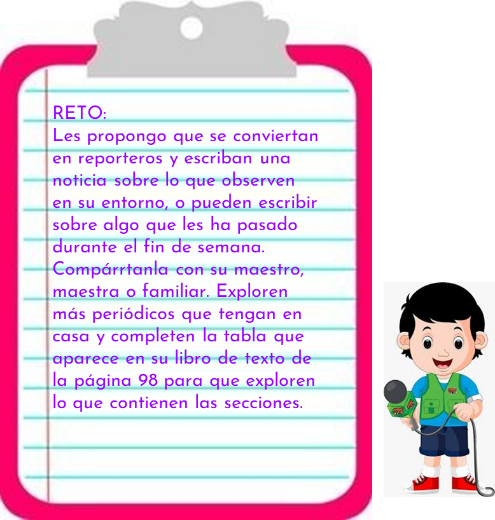 RETO:
Les propongo que se conviertan
en reporteros y escriban una
noticia sobre lo que observen
en su entorno, o pueden escribir
sobre algo que les ha pasado
durante el fin de semana.
Compárrtanla con su maestro,
maestra o familiar. Exploren
más periódicos que tengan en
casa y completen la tabla que
aparece en su libro de texto de
la página 98 para que exploren
lo que contienen las secciones.